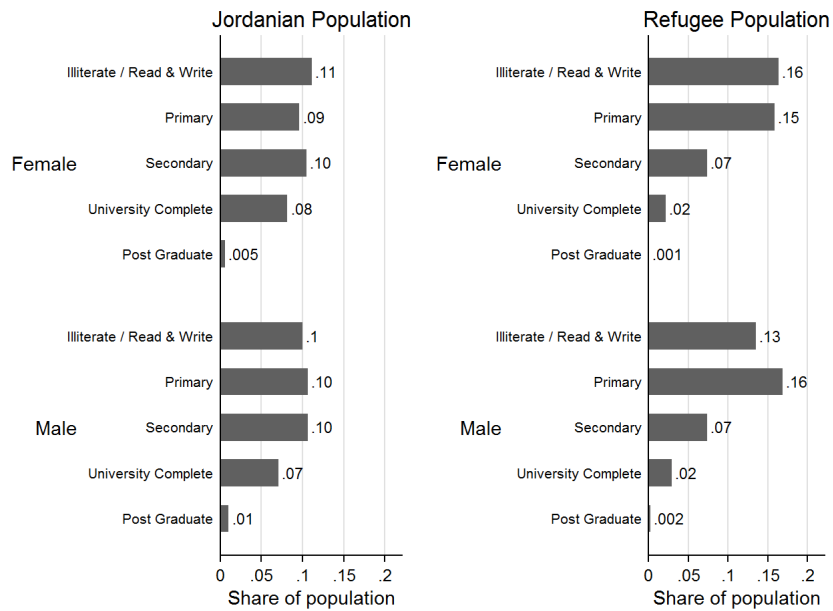 Jordanian Population
Female
Illiterate / Read & Write .11
Primary .09
Secondary .10
University Complete .08
Post Graduate .005
Male
Illiterate / Read & Write .1
Primary .10
Secondary .10
University Complete .07
Post Graduate .01
0 .05 .1 .15 .2
Share of population
Refugee Population
Female
Illiterate / Read & Write .16
Primary .15
Secondary .07
University Complete .02
Post Graduate .001
Male
Illiterate / Read & Write .13
Primary .16
Secondary .07
University Complete .02
Post Graduate .002
0 .05 .1 .15 .2
Share of population